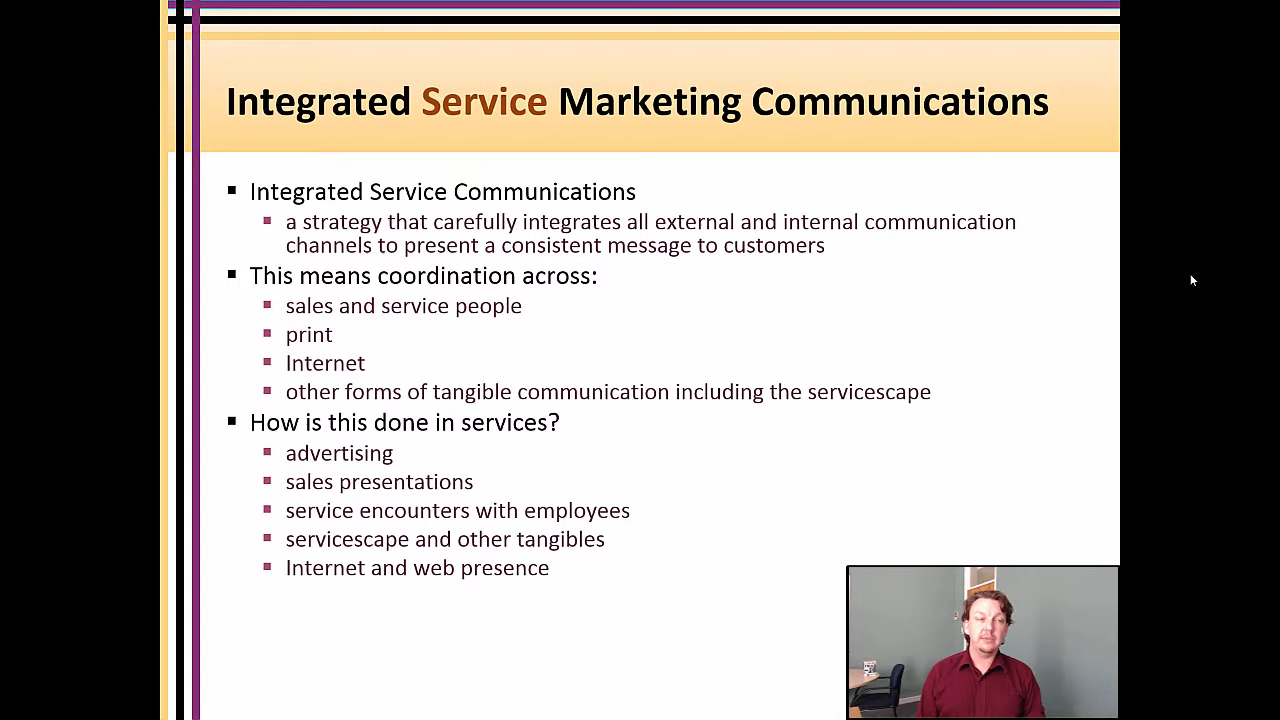 Integrated Service Marketing Communications
Integrated Service Communications
a strategy that carefully integrates all external and internal communication
channels to present a consistent message to customers
This means coordination across:
sales and service people
print
Internet
other forms of tangible communication including the servicescape
How is this done in services?
advertising
sales presentations
service encounters with employees
servicescape and other tangibles
Internet and web presence